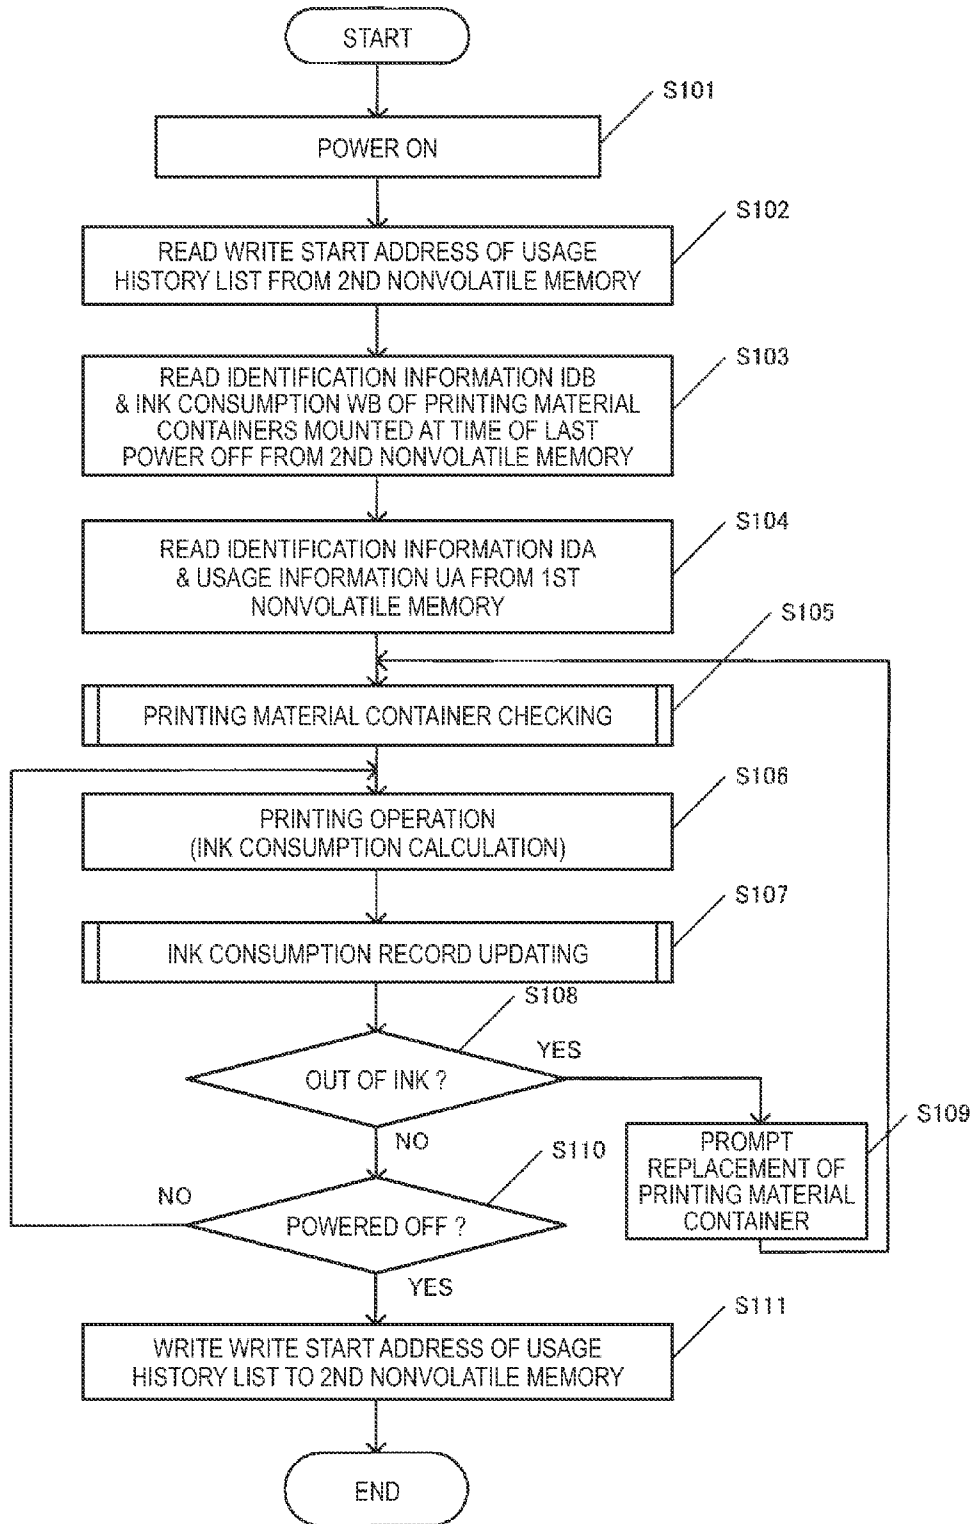 START
S101
POWER ON
S102
READ WRITE START ADDRESS OF USAGE
HISTORY LIST FROM 2ND NONVOLATILE MEMORY
S103
READ IDENTIFICATION INFORMATION IDB
& INK CONSUMPTION WB OF PRINTING MATERIAL
CONTAINERS MOUNTED AT TIME OF LAST
POWER OFF FROM 2ND NONVOLATILE MEMORY
S104
READ IDENTIFICATION INFORMATION IDA
& USAGE INFORMATION UA FROM 1ST
NONVOLATILE MEMORY
S105
PRINTING MATERIAL CONTAINER CHECKING
S106
PRINTING OPERATION
(INK CONSUMPTION CALCULATION)
S107
INK CONSUMPTION RECORD UPDATING
S108
OUT OF INK ?
YES
NO
S109
PROMPT
REPLACEMENT OF
PRINTING MATERIAL
CONTAINER
S110
POWERED OFF ?
NO
YES
S111
WRITE WRITE START ADDRESS OF USAGE
HISTORY LIST TO 2ND NONVOLATILE MEMORY
END